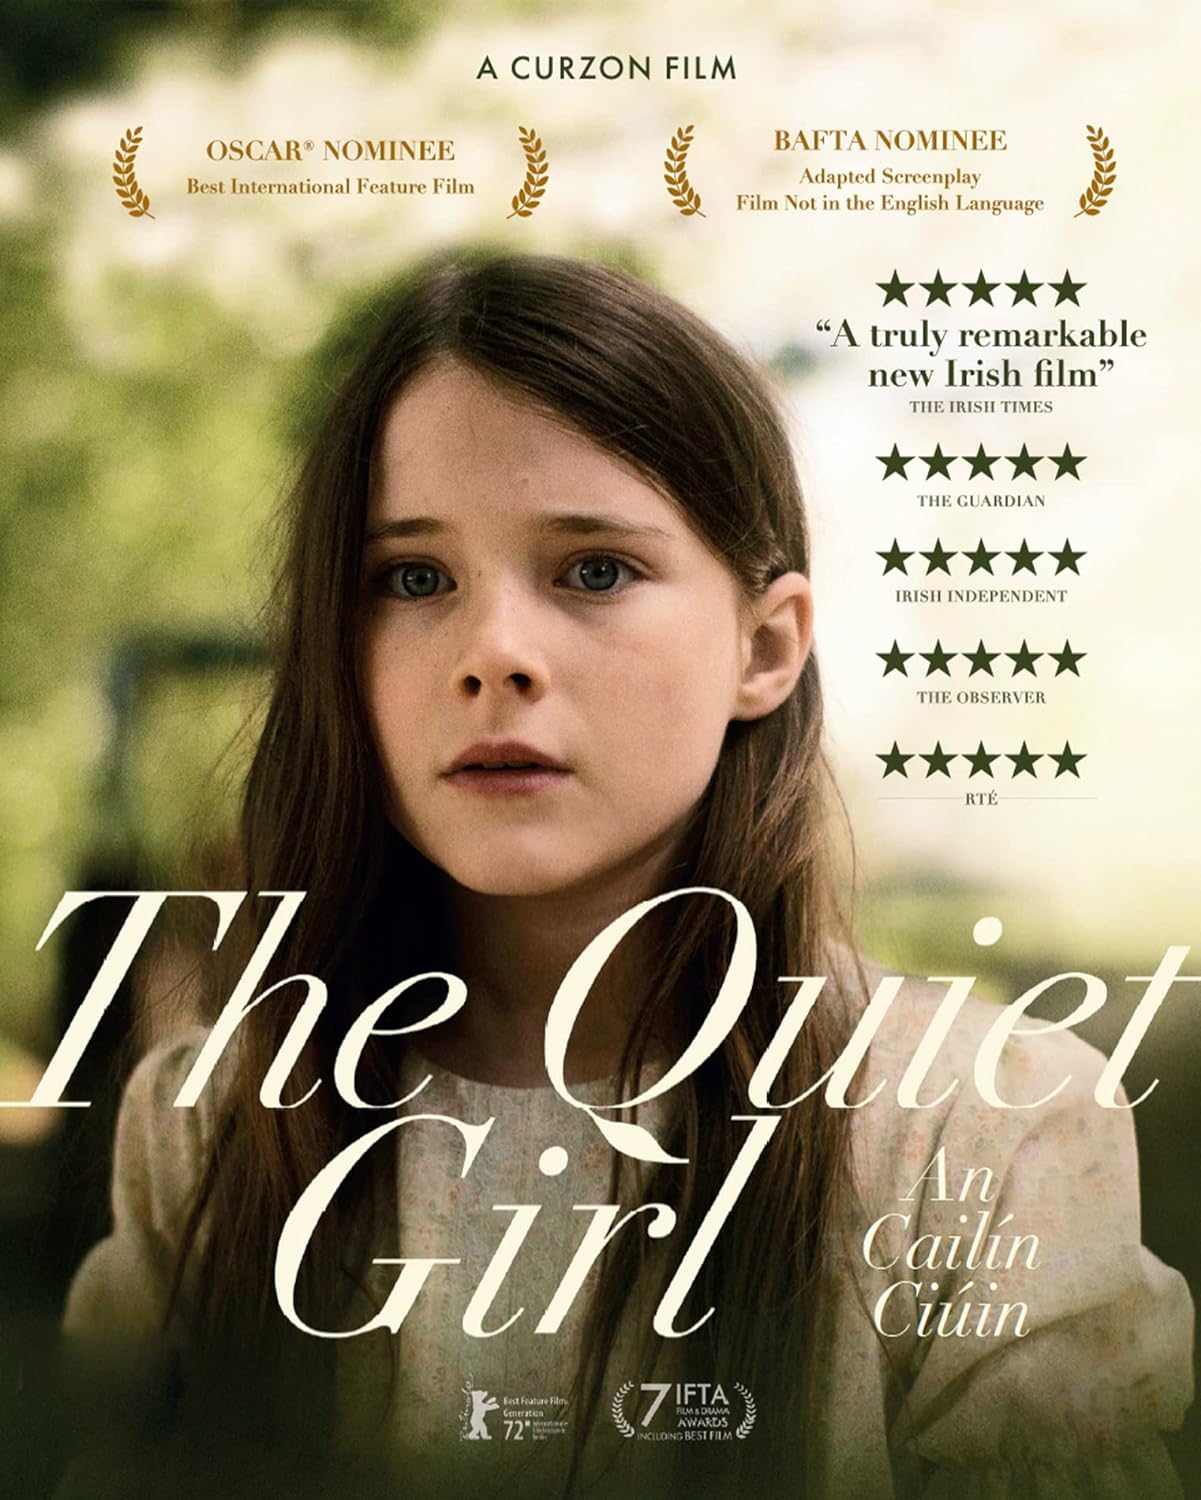 A CURZON FILM
OSCAR® NOMINEE
Best International Feature Film
BAFTA NOMINEE
Adapted Screenplay
Film Not in the English Language
★★★★★
“A truly remarkable
new Irish film”
THE IRISH TIMES
★★★★★
THE GUARDIAN
★★★★★
IRISH INDEPENDENT
★★★★★
THE OBSERVER
★★★★★
RTÉ
The Quiet
Girl
An
Cailín
Ciúin
Best Feature Film
Generation
72
7 IFTA
FILM & DRAMA
AWARDS
INCLUDING BEST FILM